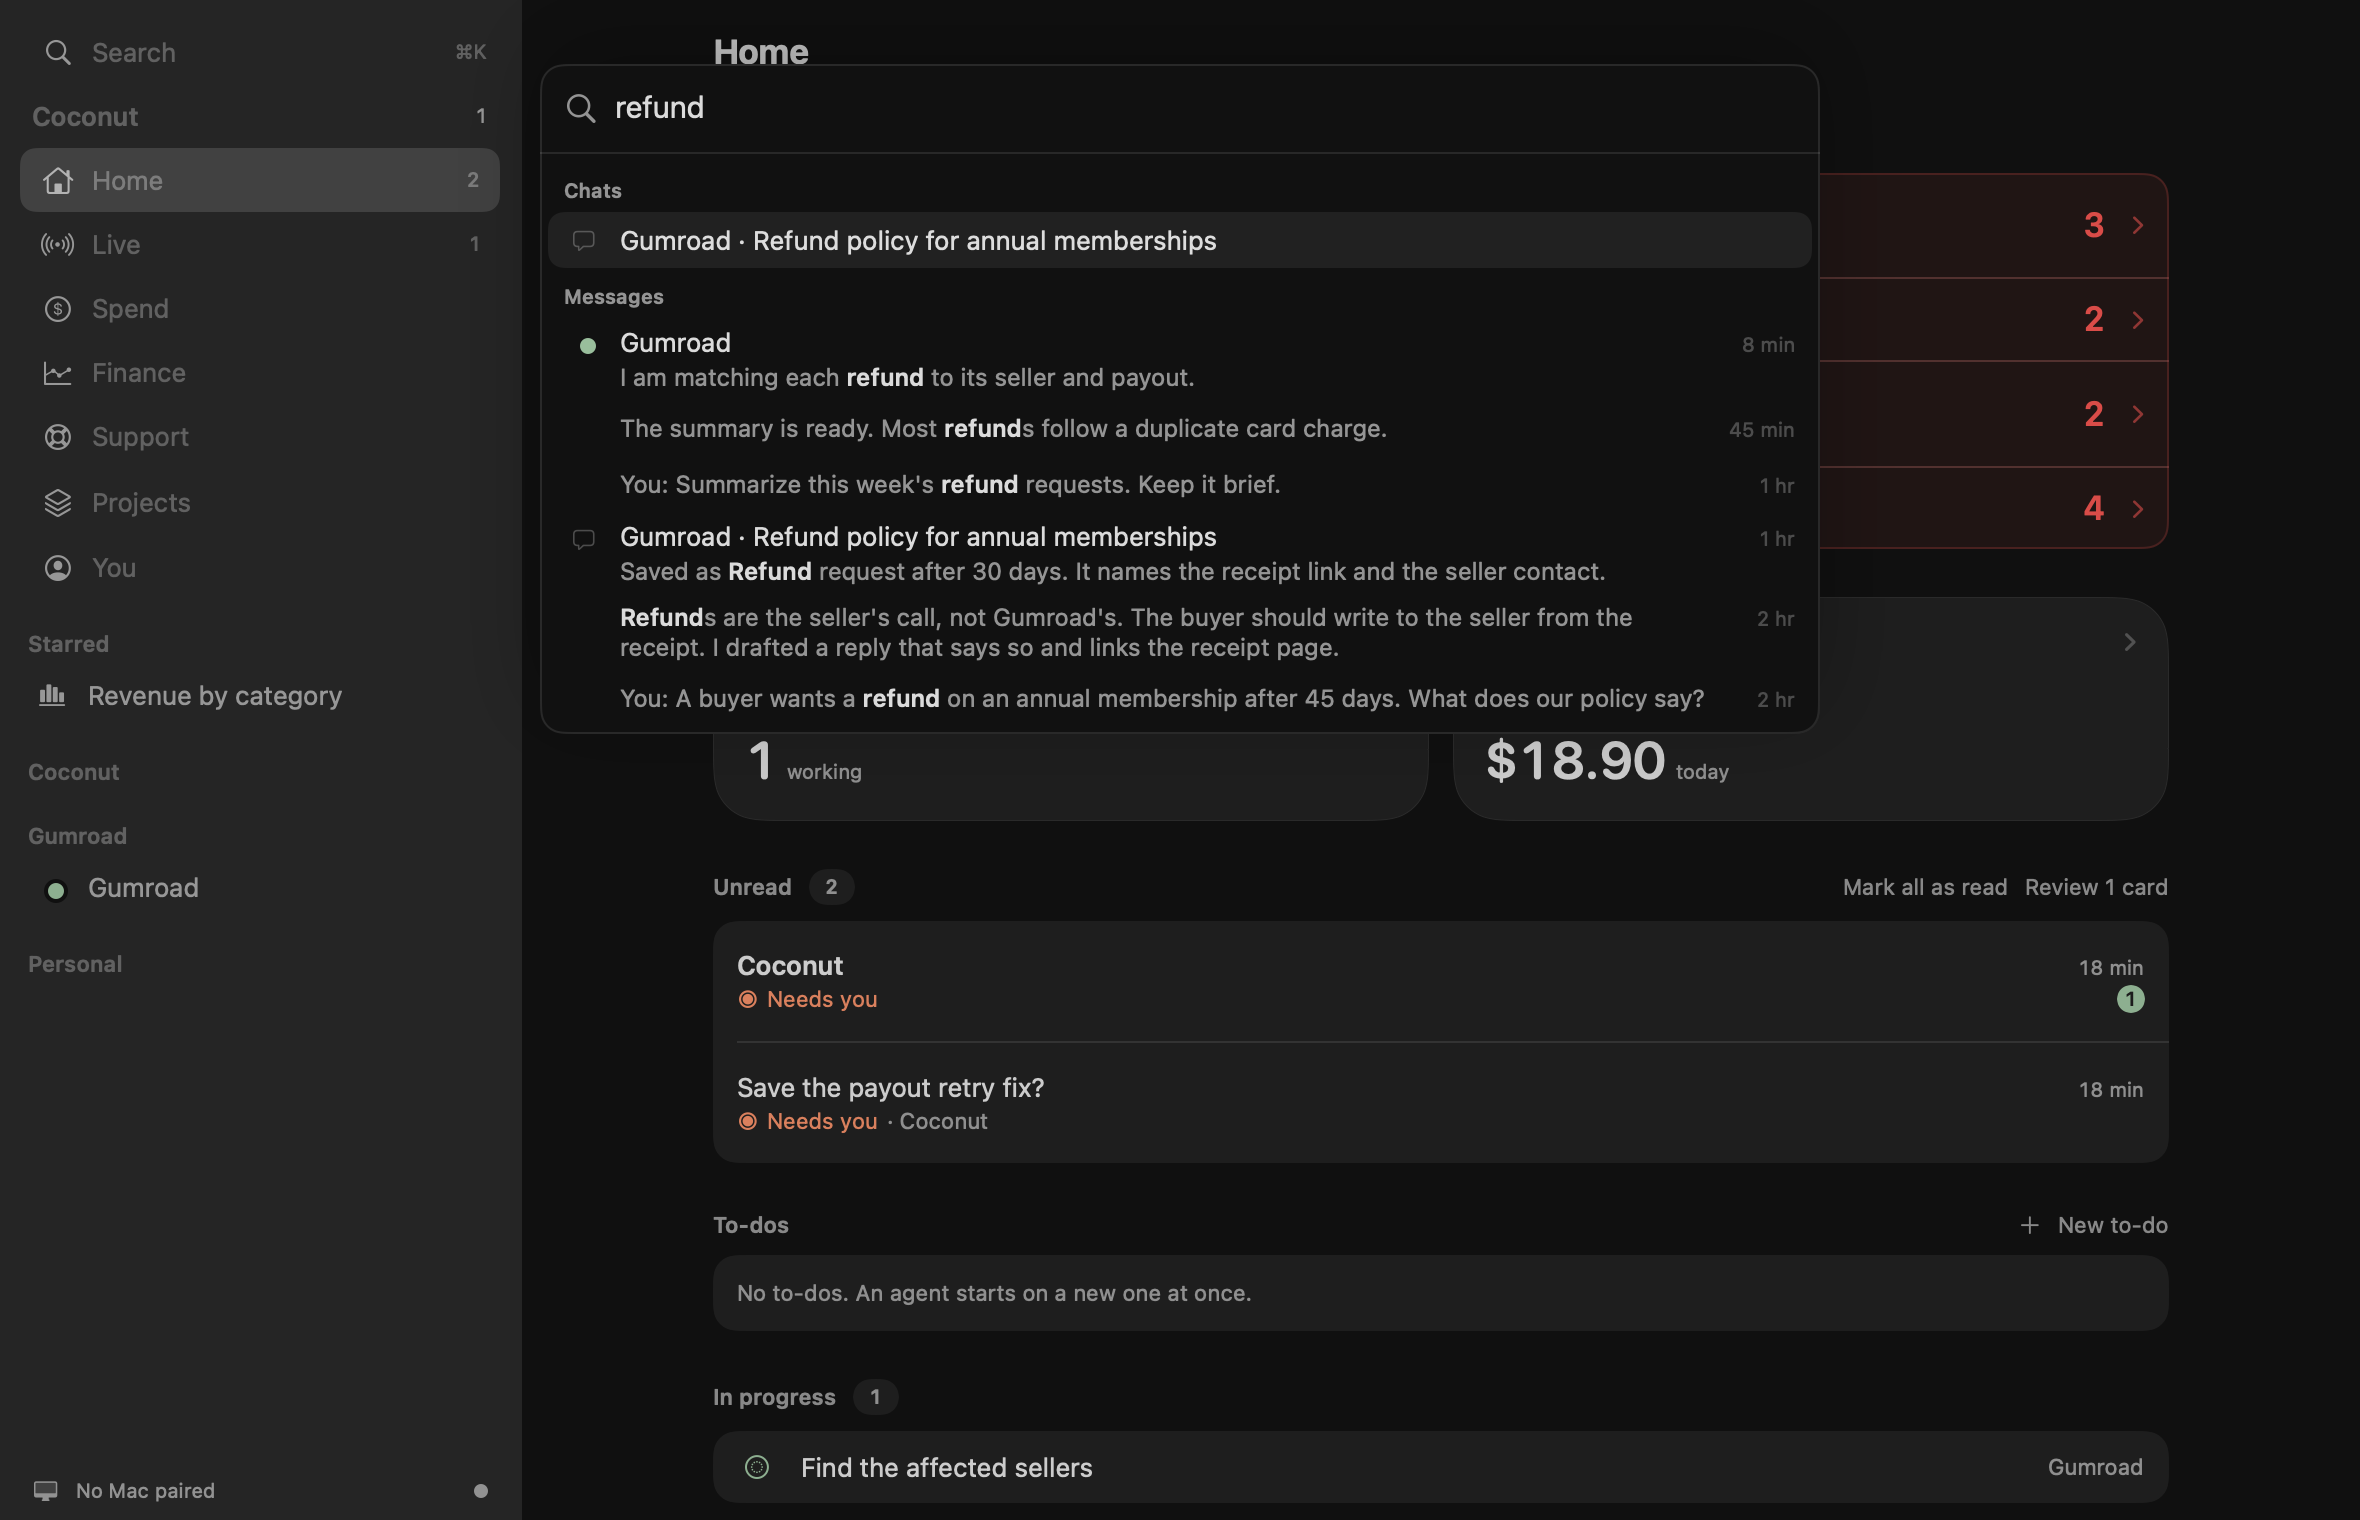 Search ⌘K
Coconut 1
Home 2
Live 1
Spend
Finance
Support
Projects
You
Starred
Revenue by category
Coconut
Gumroad
Gumroad
Personal
No Mac paired
Home
refund
Chats
Gumroad · Refund policy for annual memberships
Messages
Gumroad 8 min
I am matching each refund to its seller and payout.
The summary is ready. Most refunds follow a duplicate card charge. 45 min
You: Summarize this week's refund requests. Keep it brief. 1 hr
Gumroad · Refund policy for annual memberships 1 hr
Saved as Refund request after 30 days. It names the receipt link and the seller contact.
Refunds are the seller's call, not Gumroad's. The buyer should write to the seller from the 2 hr
receipt. I drafted a reply that says so and links the receipt page.
You: A buyer wants a refund on an annual membership after 45 days. What does our policy say? 2 hr
3
2
2
4
1 working
$18.90 today
Unread 2 Mark all as read Review 1 card
Coconut 18 min
Needs you 1
Save the payout retry fix? 18 min
Needs you · Coconut
To-dos + New to-do
No to-dos. An agent starts on a new one at once.
In progress 1
Find the affected sellers Gumroad